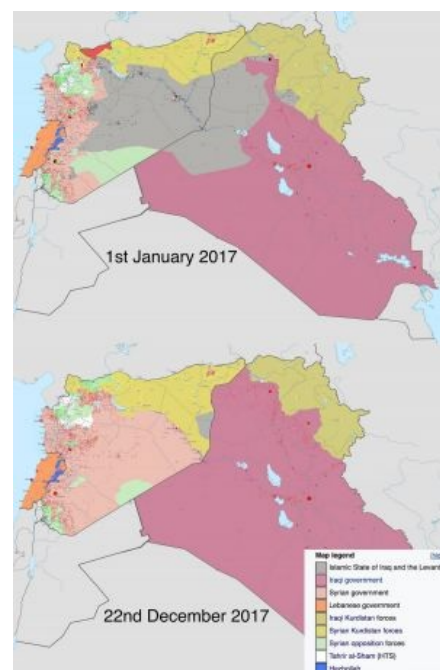 1st January 2017
22nd December 2017
Map legend
Islamic State of Iraq and the Levant
Iraqi government
Syrian government
Lebanese government
Iraqi Kurdistan forces
Syrian Kurdistan forces
Syrian opposition forces
Tahrir al-Sham (HTS)
Hezbollah